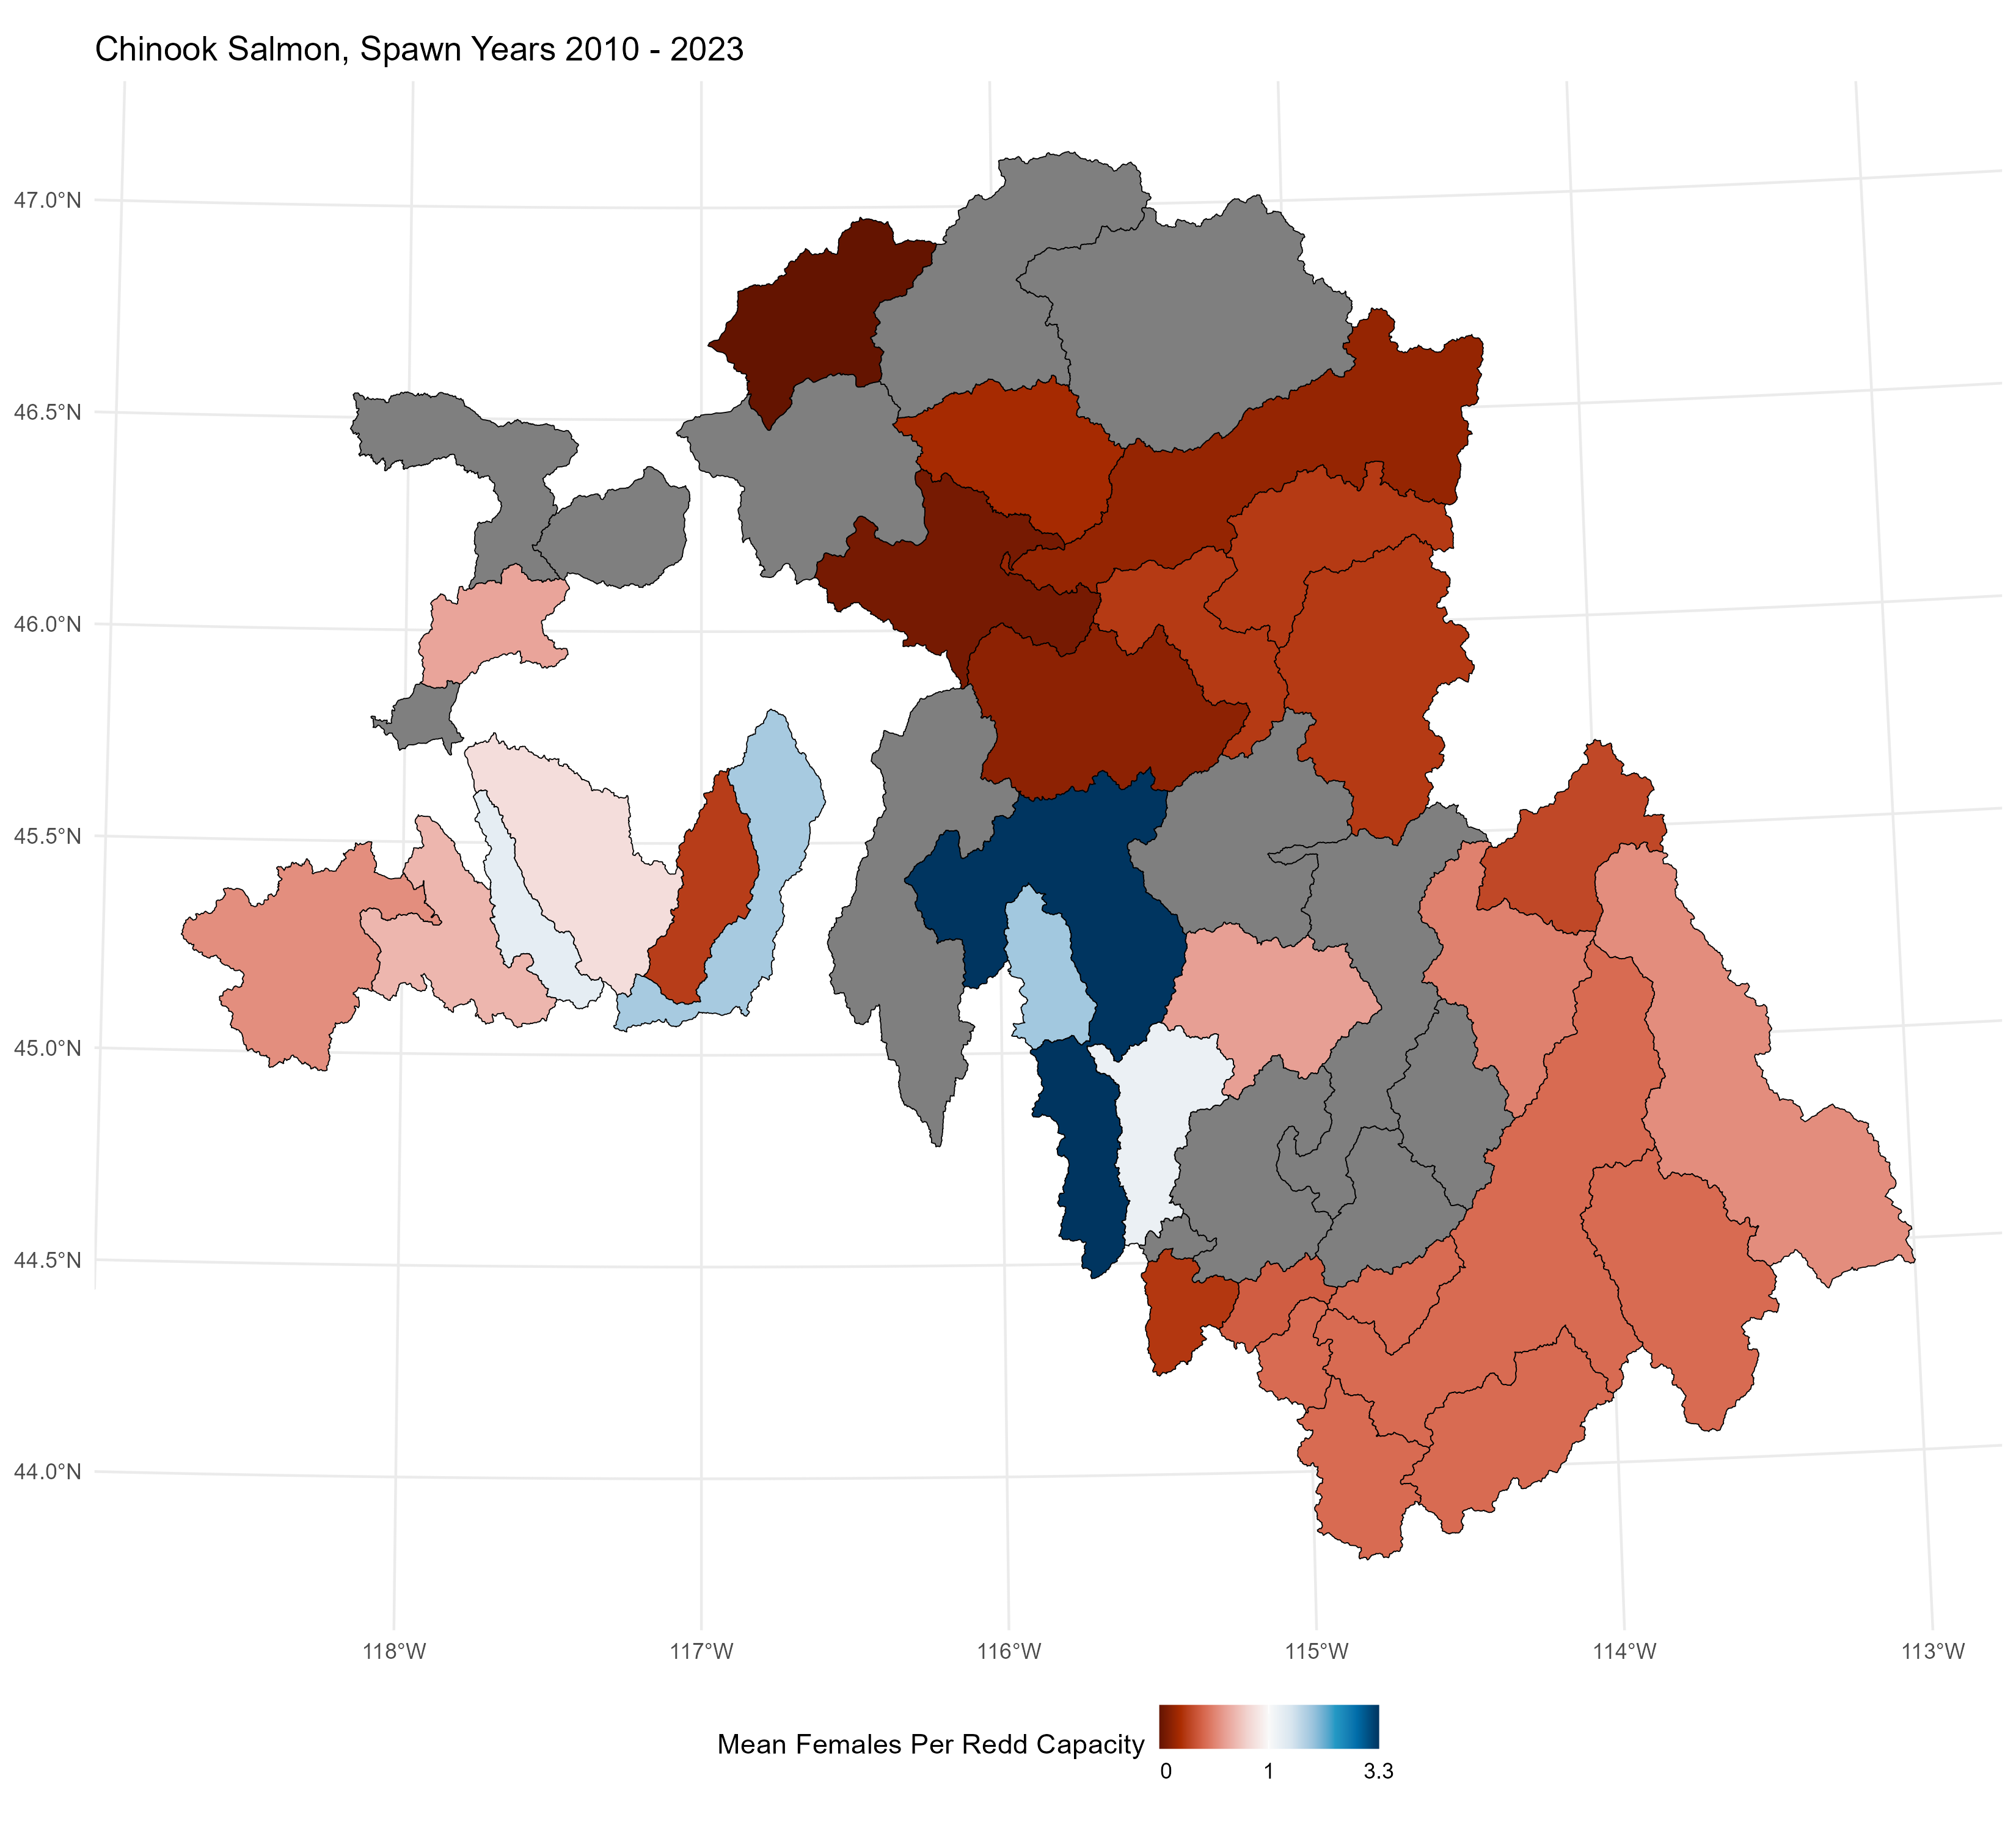 Chinook Salmon, Spawn Years 2010 - 2023
47.0°N
46.5°N
46.0°N
45.5°N
45.0°N
44.5°N
44.0°N
118°W 117°W 116°W 115°W 114°W 113°W
Mean Females Per Redd Capacity
0 1 3.3